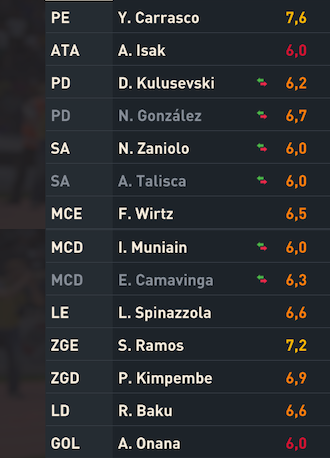 PE Y. Carrasco 7,6
ATA A. Isak 6,0
PD D. Kulusevski 6,2
PD N. González 6,7
SA N. Zaniolo 6,0
SA A. Talisca 6,0
MCE F. Wirtz 6,5
MCD I. Muniain 6,0
MCD E. Camavinga 6,3
LE L. Spinazzola 6,6
ZGE S. Ramos 7,2
ZGD P. Kimpembe 6,9
LD R. Baku 6,6
GOL A. Onana 6,0